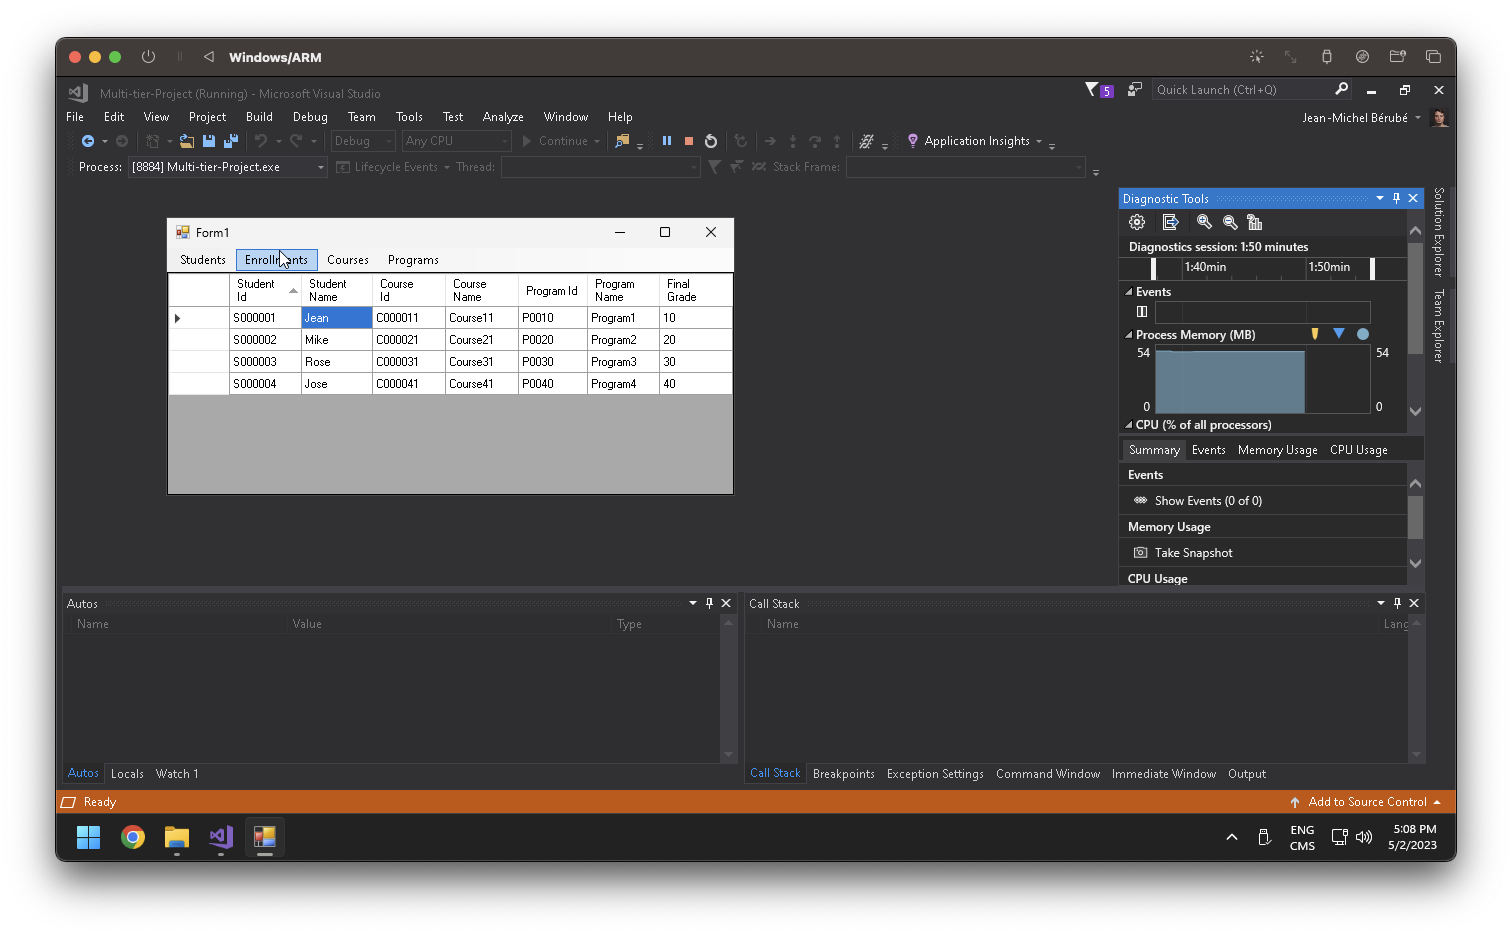 Windows/ARM
Multi-tier-Project (Running) - Microsoft Visual Studio
5
Quick Launch (Ctrl+Q)
File Edit View Project Build Debug Team Tools Test Analyze Window Help
Jean-Michel Bérubé
Debug Any CPU Continue Application Insights
Process: [8884] Multi-tier-Project.exe Lifecycle Events Thread: Stack Frame:
Form1
Students Enrollments Courses Programs
Student Id Student Name Course Id Course Name Program Id Program Name Final Grade
S000001 Jean C000011 Course11 P0010 Program1 10
S000002 Mike C000021 Course21 P0020 Program2 20
S000003 Rose C000031 Course31 P0030 Program3 30
S000004 Jose C000041 Course41 P0040 Program4 40
Diagnostic Tools
Diagnostics session: 1:50 minutes
1:40min 1:50min
Events
Process Memory (MB)
54 54
0 0
CPU (% of all processors)
Summary Events Memory Usage CPU Usage
Events
Show Events (0 of 0)
Memory Usage
Take Snapshot
CPU Usage
Solution Explorer
Team Explorer
Autos
Name Value Type
Autos Locals Watch 1
Call Stack
Name Lang
Call Stack Breakpoints Exception Settings Command Window Immediate Window Output
Ready
Add to Source Control
ENG
CMS
5:08 PM
5/2/2023